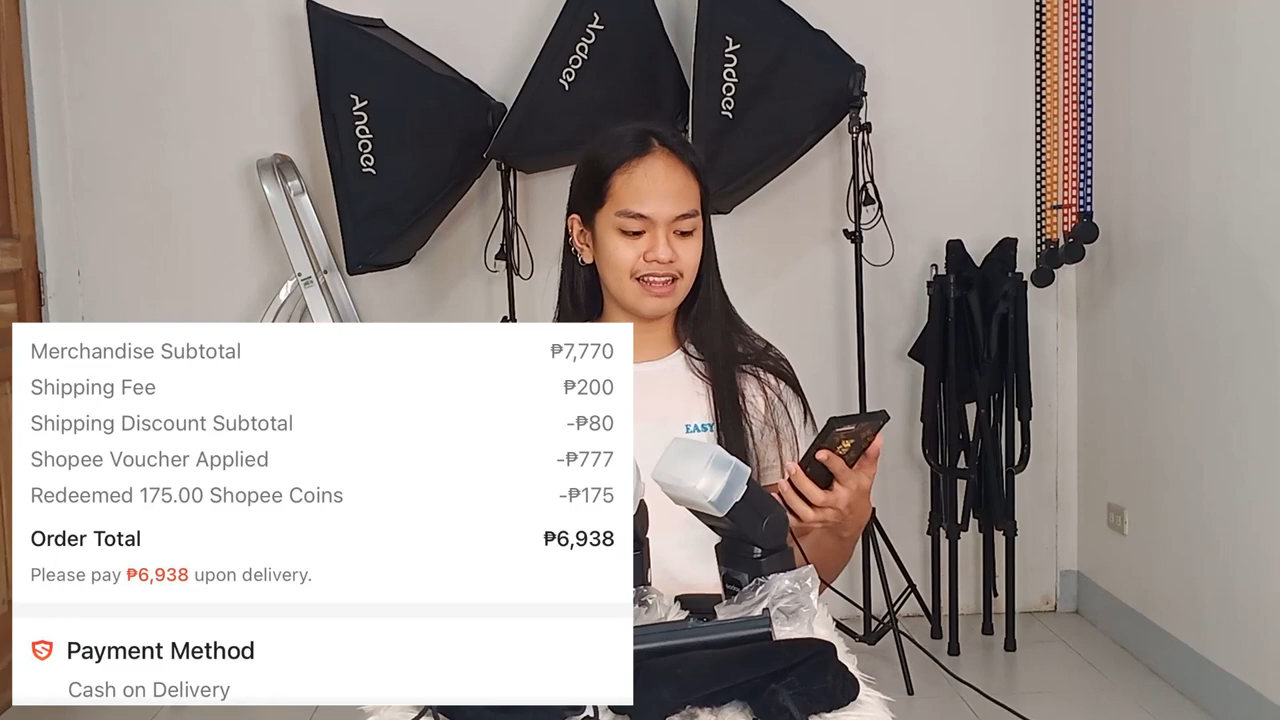 Andoer
Andoer
Andoer
EASY
Merchandise Subtotal ₱7,770
Shipping Fee ₱200
Shipping Discount Subtotal -₱80
Shopee Voucher Applied -₱777
Redeemed 175.00 Shopee Coins -₱175
Order Total ₱6,938
Please pay ₱6,938 upon delivery.
Payment Method
Cash on Delivery